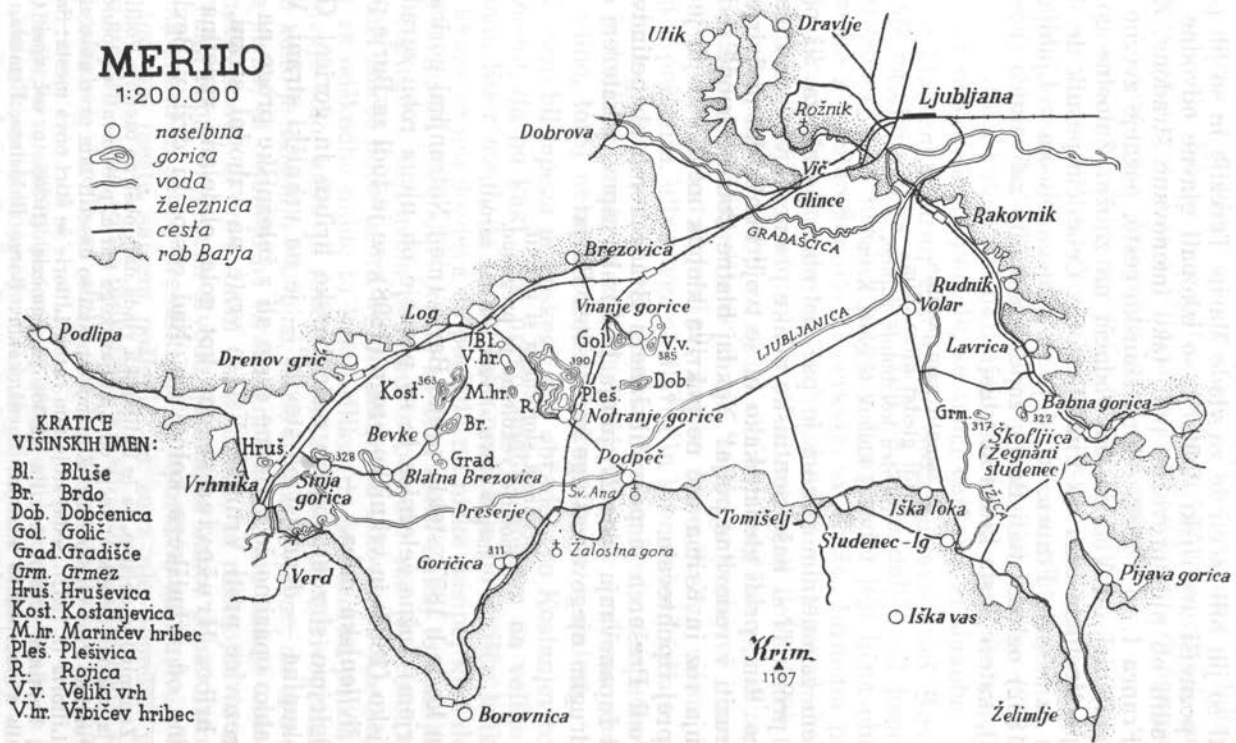 MERILO
1:200.000
naselbina
gorica
voda
železnica
cesta
rob Barja
Utik
Dravlje
Rožnik
Ljubljana
Dobrova
Vič
Glince
GRADAŠČICA
Rakovnik
Brezovica
Rudnik
Volar
Vnanje gorice
Log
Podlipa
Drenov grič
Bl.
V.hr.
Gol.
V.v.
385
LJUBLJANICA
Lavrica
Kost.
363
M.hr.
390
Dob.
Pleš.
R.
Notranje gorice
Grm.
317
322
Babna gorica
Bevke
Br.
Škofljica
(Žegnani
studenec)
Hruš.
328
Grad
Podpeč
Vrhnika
Sinja
gorica
Blatna Brezovica
Sv. Ana
IŽICA
Preserje
Tomišelj
Iška loka
Studenec-Ig
Žalostna gora
Goričica
311
Verd
Pijava gorica
Iška vas
Krim
1107
Borovnica
Želimlje
KRATICE
VIŠINSKIH IMEN:
Bl. Bluše
Br. Brdo
Dob. Dobčenica
Gol. Golič
Grad. Gradišče
Grm. Grmez
Hruš. Hruševica
Kost. Kostanjevica
M.hr. Marinčev hribec
Pleš. Plešivica
R. Rojica
V.v. Veliki vrh
V.hr. Vrbičev hribec